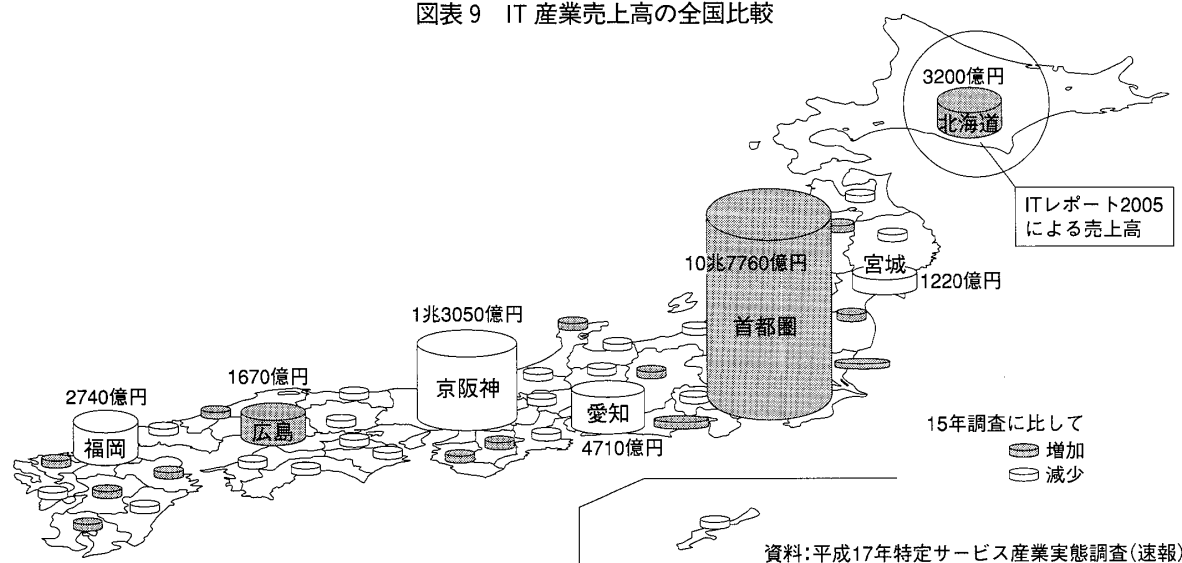 図表9 IT産業売上高の全国比較
3200億円
北海道
ITレポート2005
による売上高
10兆7760億円
首都圏
宮城
1220億円
1兆3050億円
京阪神
愛知
4710億円
1670億円
広島
2740億円
福岡
15年調査に比して
増加
減少
資料:平成17年特定サービス産業実態調査(速報)